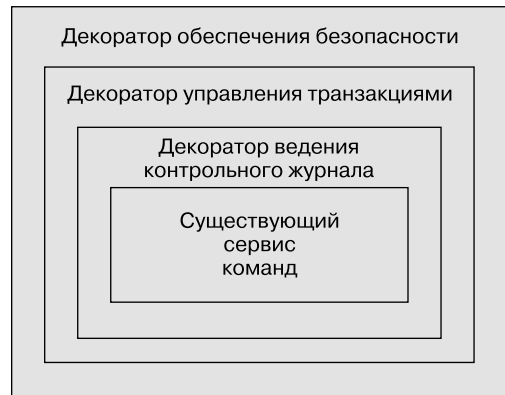 Декоратор обеспечения безопасности
Декоратор управления транзакциями
Декоратор ведения
контрольного журнала
Существующий
сервис
команд